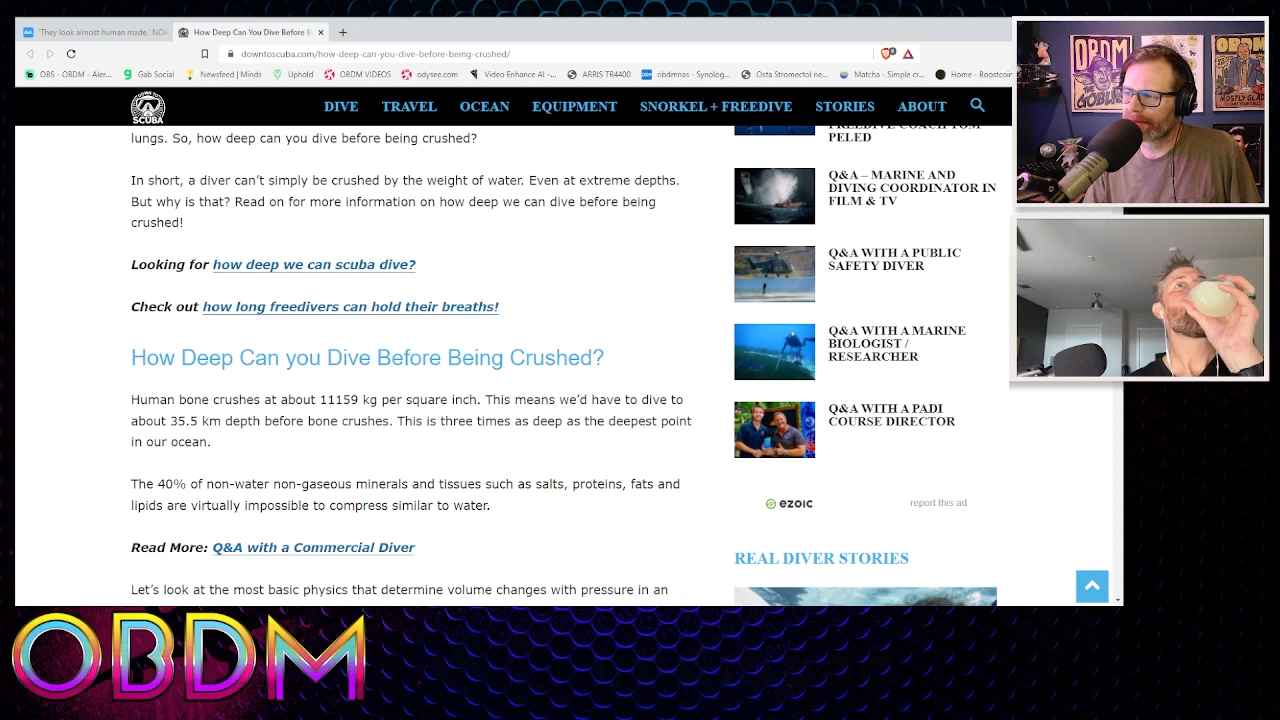 'They look almost human made.' NOA
How Deep Can You Dive Before B
downtoscuba.com/how-deep-can-you-dive-before-being-crushed/
OBS - OBDM - Aler...
Gab Social
Newsfeed | Minds
Uphold
OBDM VIDEOS
odysee.com
Video Enhance AI -...
ARRIS TR4400
obdmnas - Synolog...
Osta Stromectol ne...
Matcha - Simple cr...
Home - Boostcoin
SCUBA
DIVE
TRAVEL
OCEAN
EQUIPMENT
SNORKEL + FREEDIVE
STORIES
ABOUT
lungs. So, how deep can you dive before being crushed?
In short, a diver can't simply be crushed by the weight of water. Even at extreme depths.
But why is that? Read on for more information on how deep we can dive before being
crushed!
Looking for how deep we can scuba dive?
Check out how long freedivers can hold their breaths!
How Deep Can you Dive Before Being Crushed?
Human bone crushes at about 11159 kg per square inch. This means we'd have to dive to
about 35.5 km depth before bone crushes. This is three times as deep as the deepest point
in our ocean.
The 40% of non-water non-gaseous minerals and tissues such as salts, proteins, fats and
lipids are virtually impossible to compress similar to water.
Read More: Q&A with a Commercial Diver
Let's look at the most basic physics that determine volume changes with pressure in an
FREEDIVE COACH TOM
PELED
Q&A – MARINE AND
DIVING COORDINATOR IN
FILM & TV
Q&A WITH A PUBLIC
SAFETY DIVER
Q&A WITH A MARINE
BIOLOGIST /
RESEARCHER
Q&A WITH A PADI
COURSE DIRECTOR
ezoic
report this ad
REAL DIVER STORIES
OBDM
THE GOBLIN
OBDM
MOSTLY GLAD
OBDM